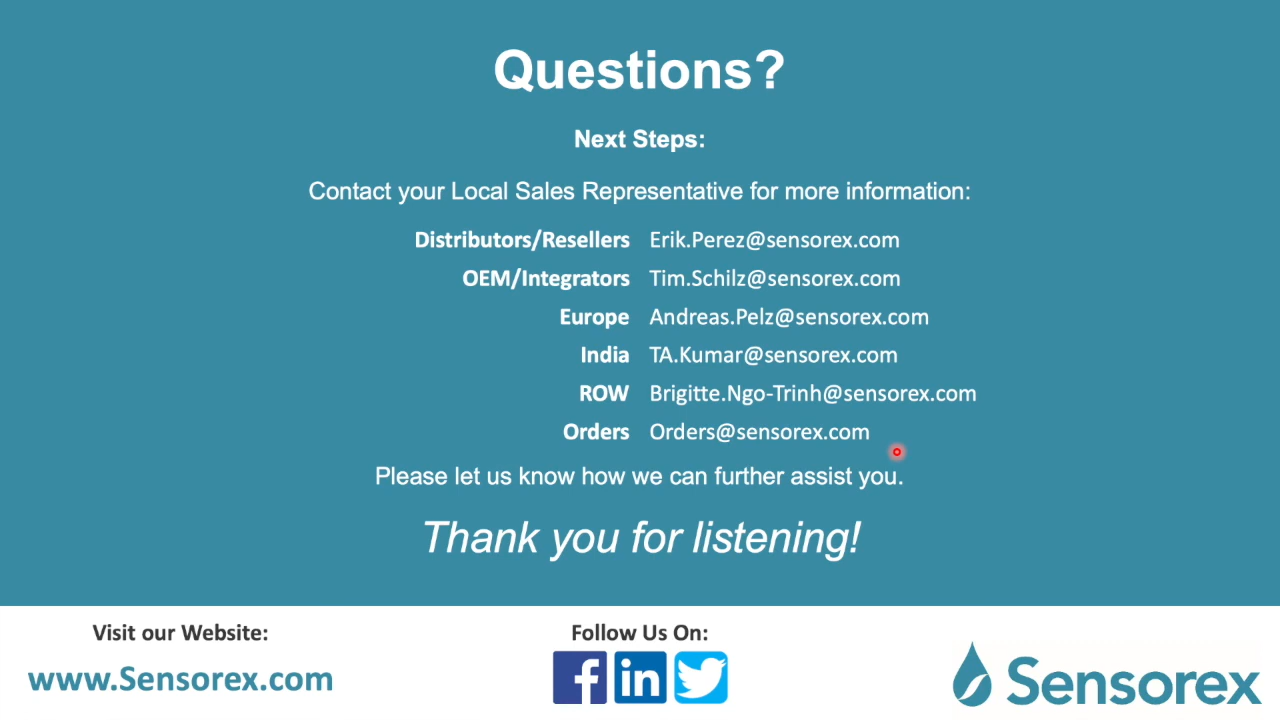 Questions?
Next Steps:
Contact your Local Sales Representative for more information:
Distributors/Resellers Erik.Perez@sensorex.com
OEM/Integrators Tim.Schilz@sensorex.com
Europe Andreas.Pelz@sensorex.com
India TA.Kumar@sensorex.com
ROW Brigitte.Ngo-Trinh@sensorex.com
Orders Orders@sensorex.com
Please let us know how we can further assist you.
Thank you for listening!
Visit our Website:
www.Sensorex.com
Follow Us On:
f in
Sensorex